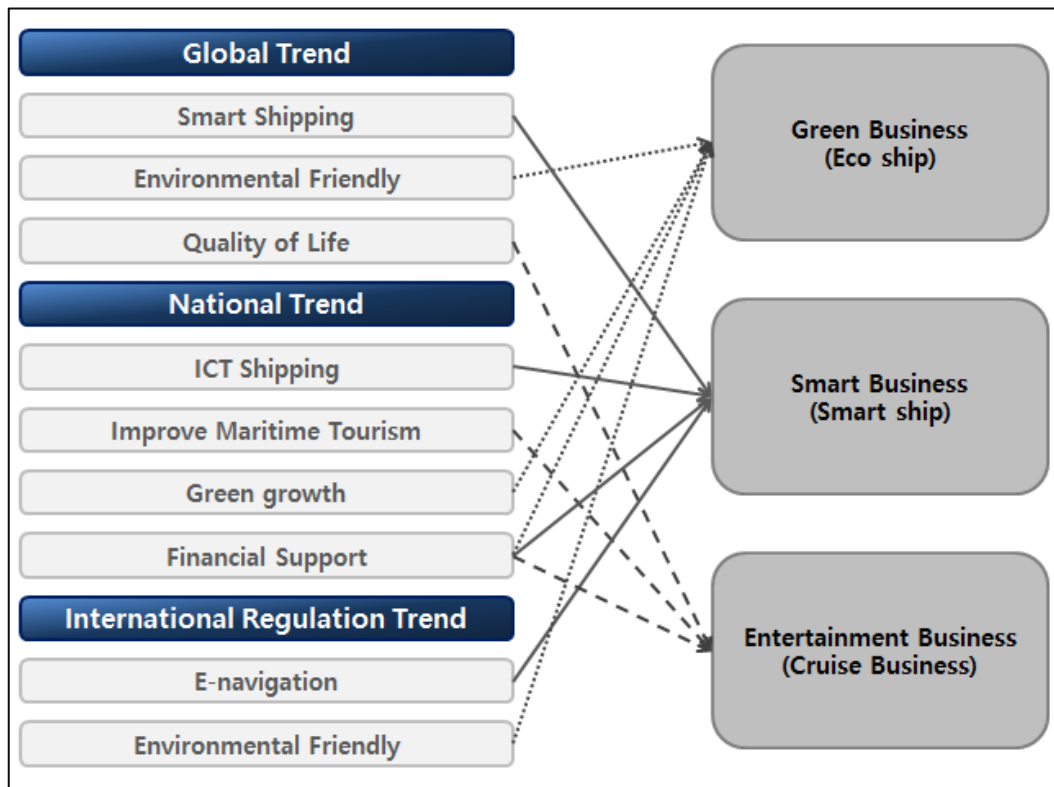 Global Trend
Smart Shipping
Environmental Friendly
Quality of Life
National Trend
ICT Shipping
Improve Maritime Tourism
Green growth
Financial Support
International Regulation Trend
E-navigation
Environmental Friendly
Green Business
(Eco ship)
Smart Business
(Smart ship)
Entertainment Business
(Cruise Business)